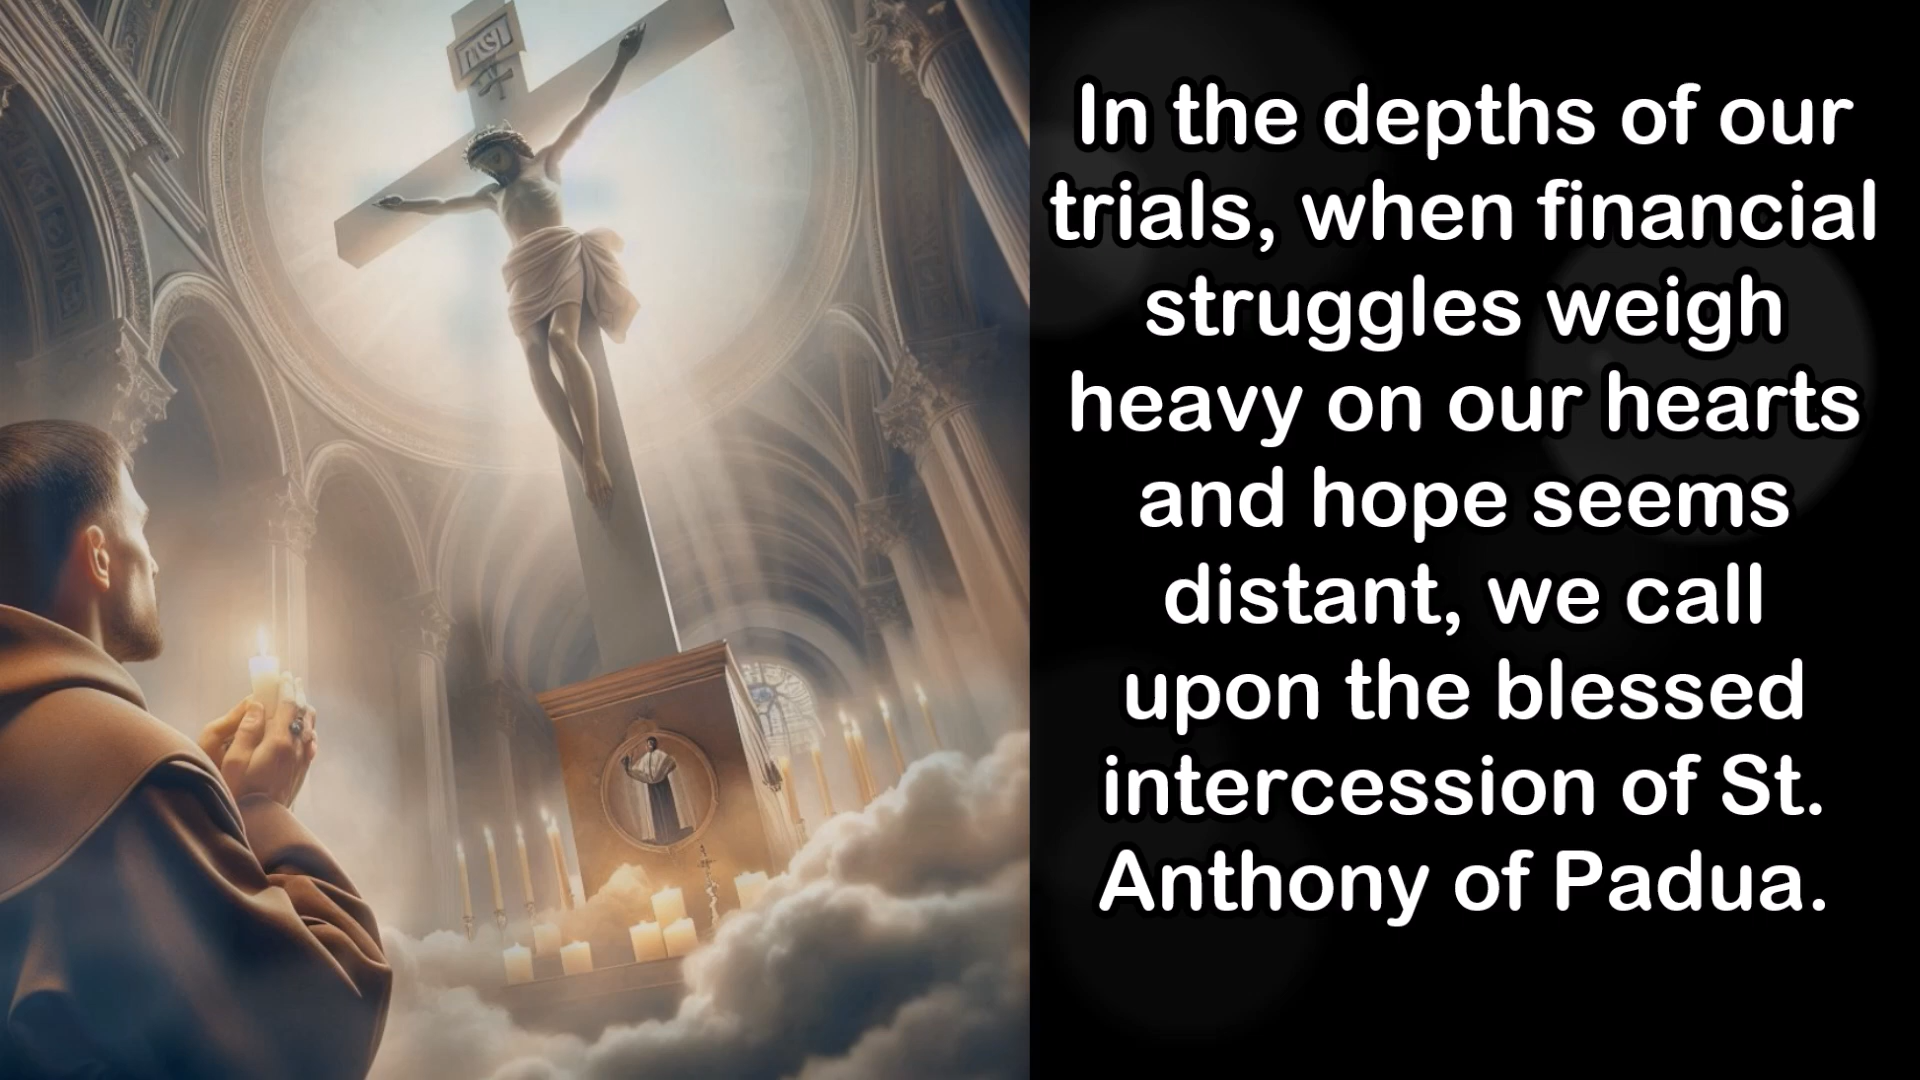 In the depths of our
trials, when financial
struggles weigh
heavy on our hearts
and hope seems
distant, we call
upon the blessed
intercession of St.
Anthony of Padua.